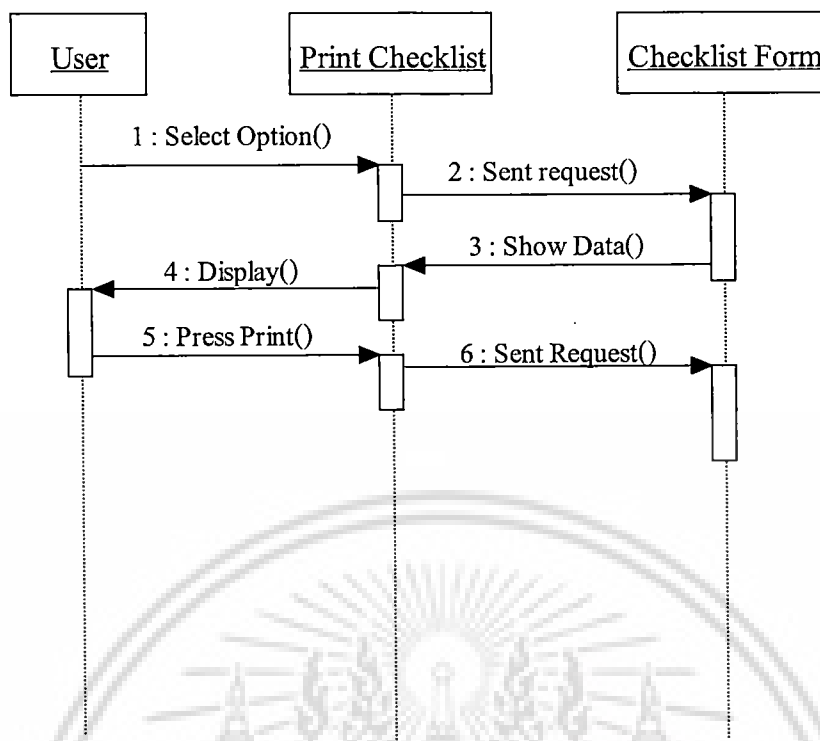 User
Print Checklist
Checklist Form
1 : Select Option()
2 : Sent request()
3 : Show Data()
4 : Display()
5 : Press Print()
6 : Sent Request()